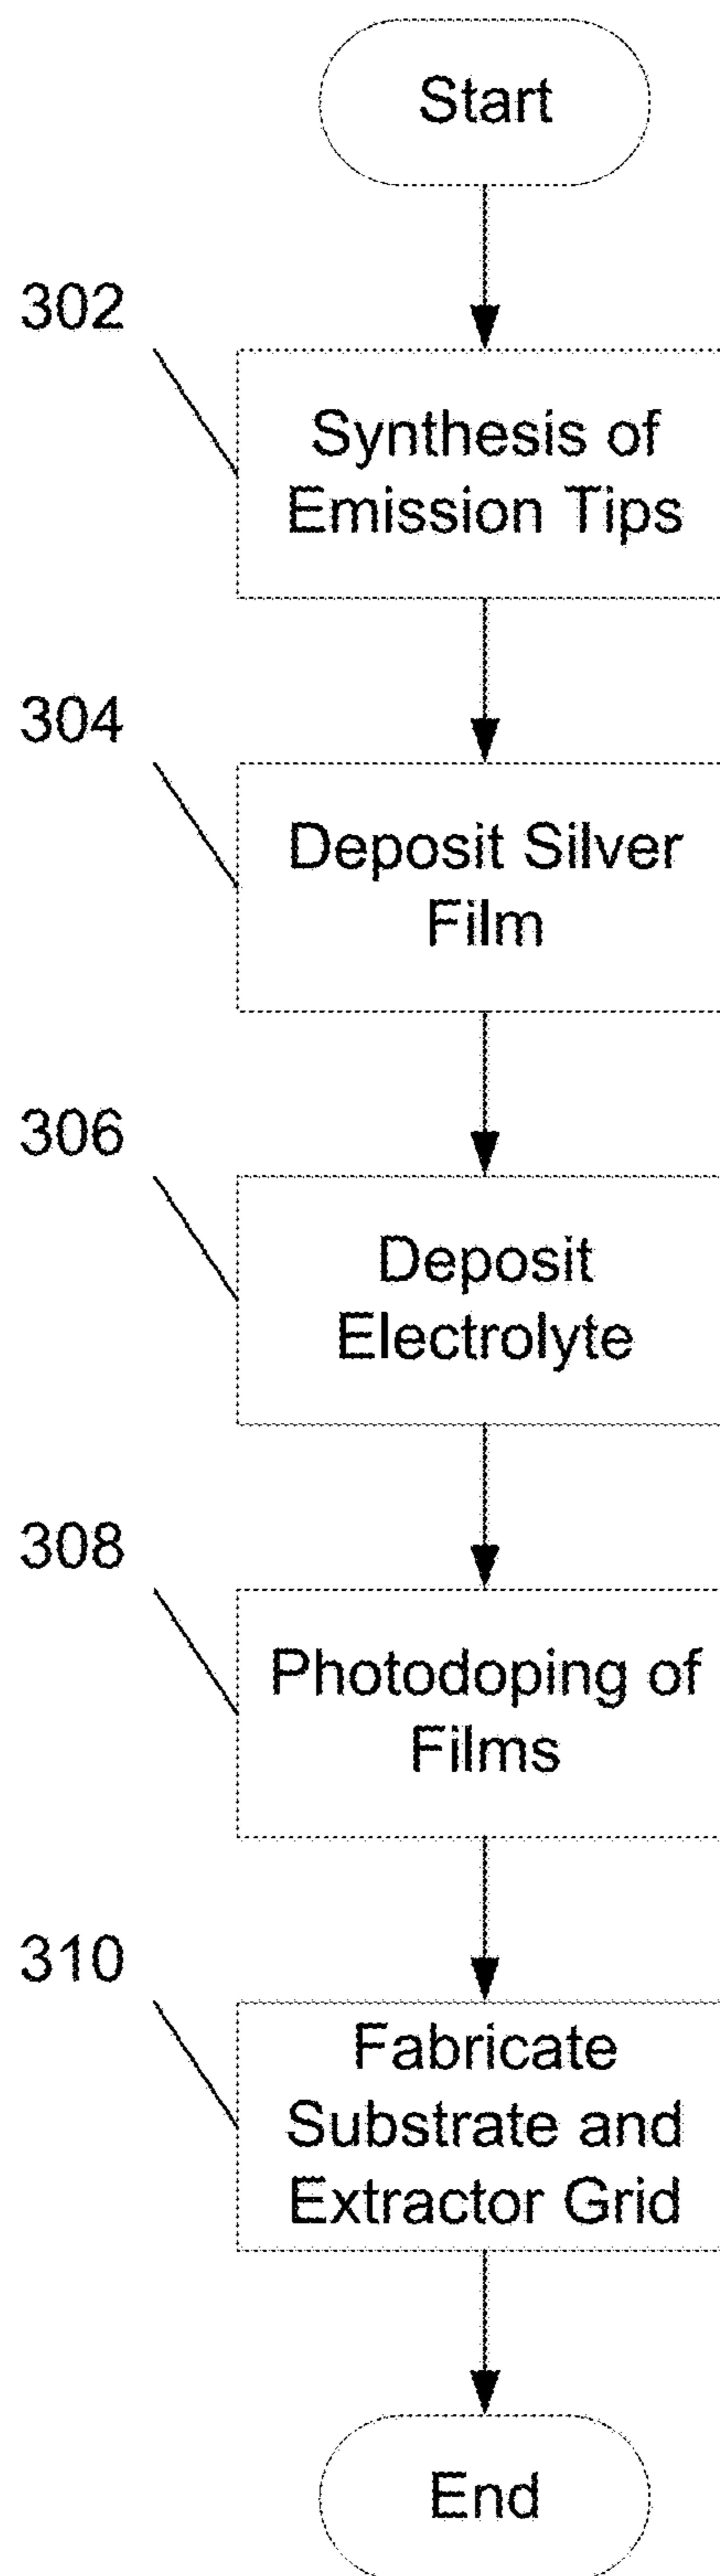 Start
302
Synthesis of
Emission Tips
304
Deposit Silver
Film
306
Deposit
Electrolyte
308
Photodoping of
Films
310
Fabricate
Substrate and
Extractor Grid
End